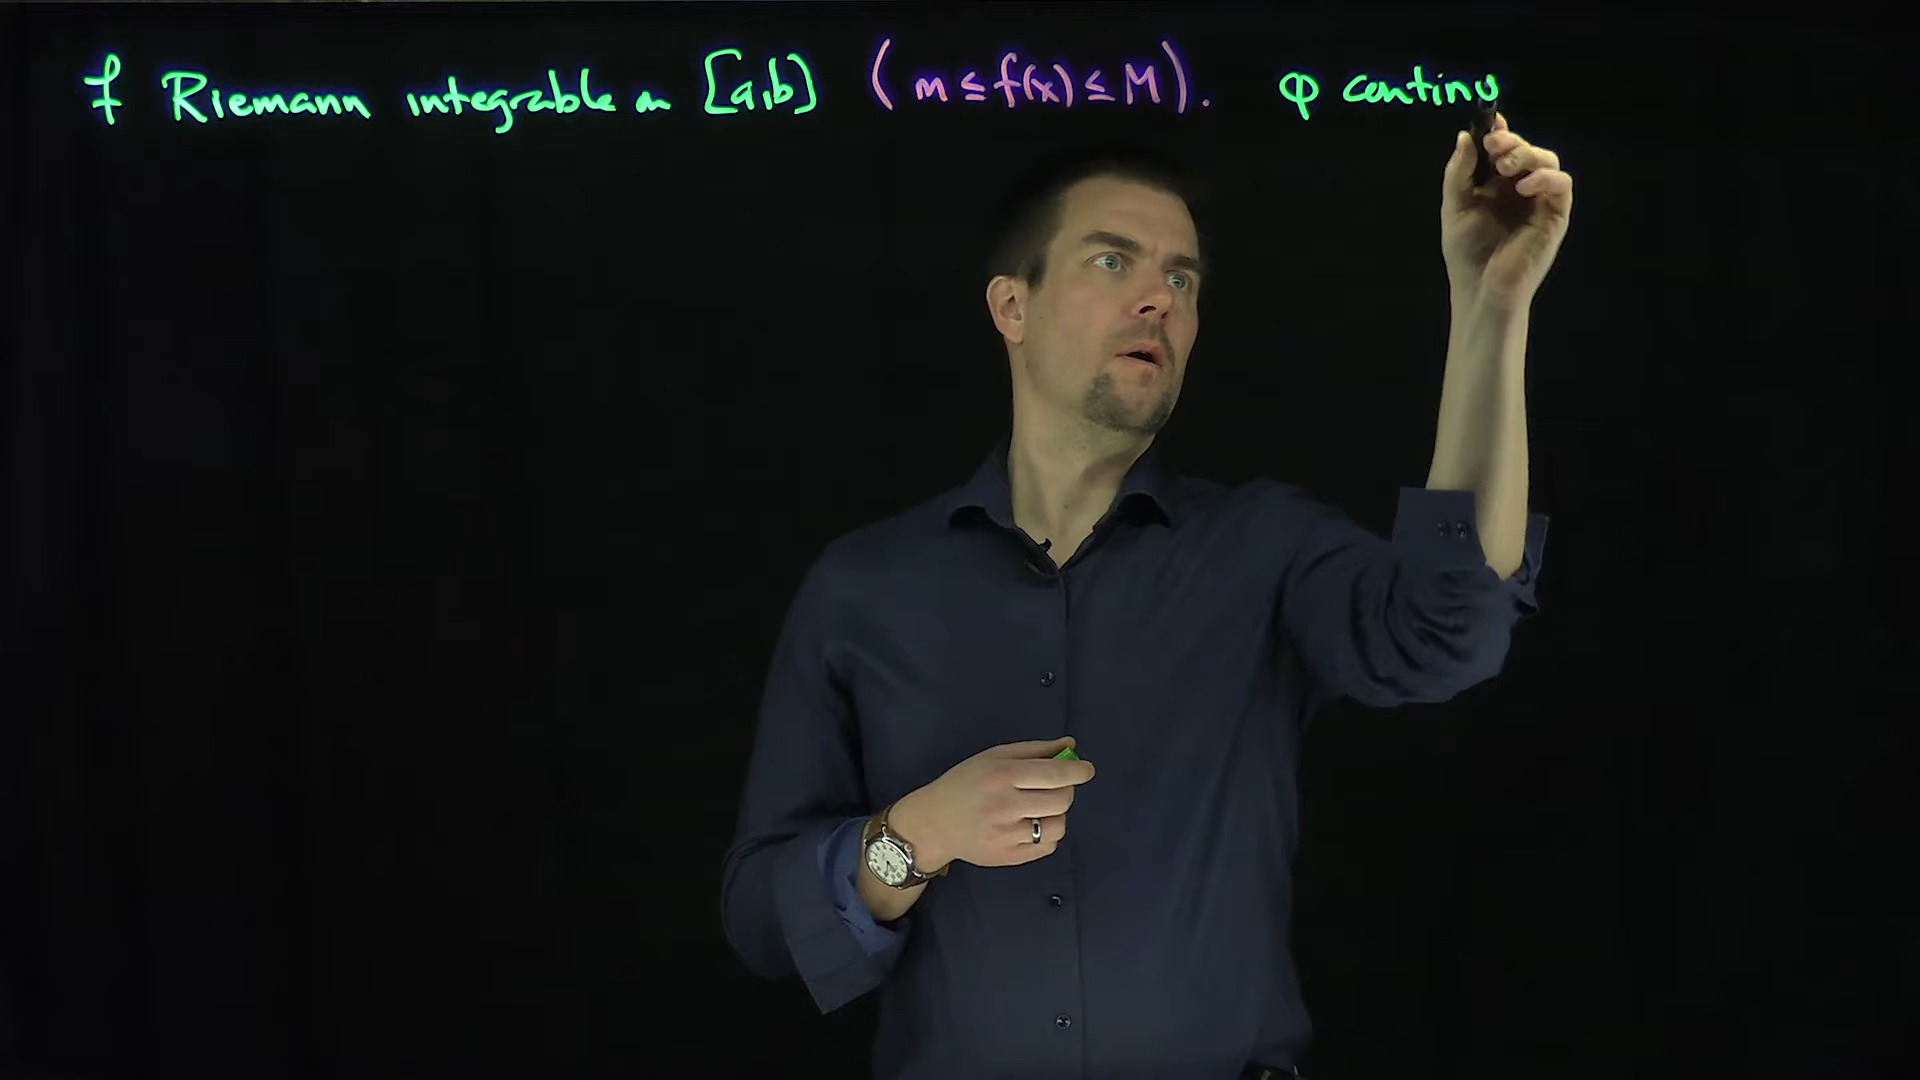 f Riemann integrable on [a,b] (m ≤ f(x) ≤ M). φ continu